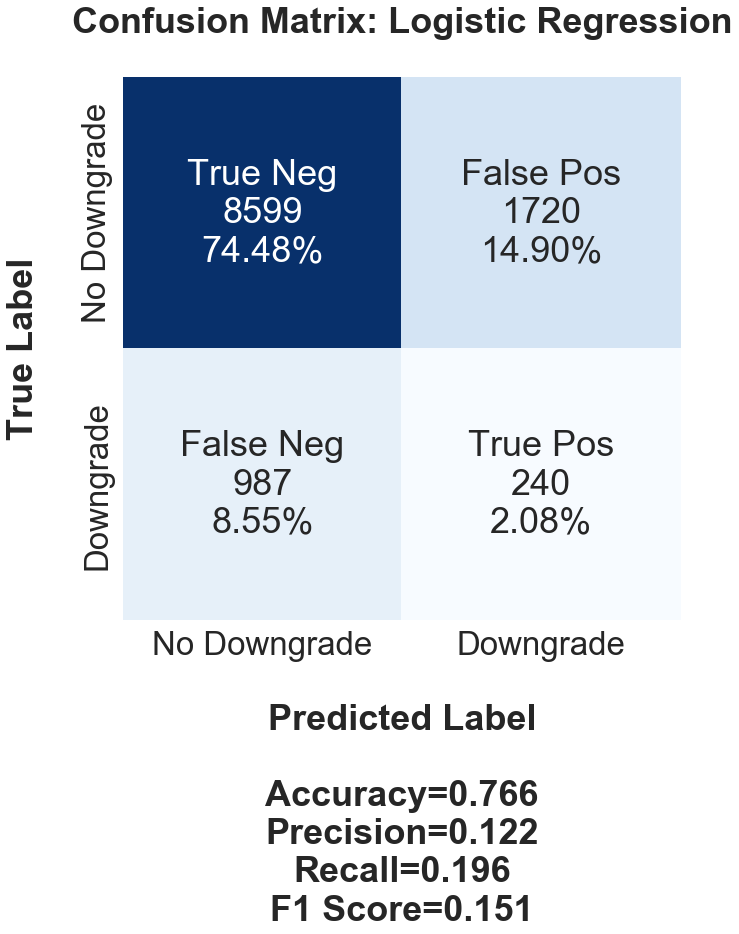 Confusion Matrix: Logistic Regression
True Label
No Downgrade
True Neg
8599
74.48%
False Pos
1720
14.90%
Downgrade
False Neg
987
8.55%
True Pos
240
2.08%
No Downgrade
Downgrade
Predicted Label
Accuracy=0.766
Precision=0.122
Recall=0.196
F1 Score=0.151